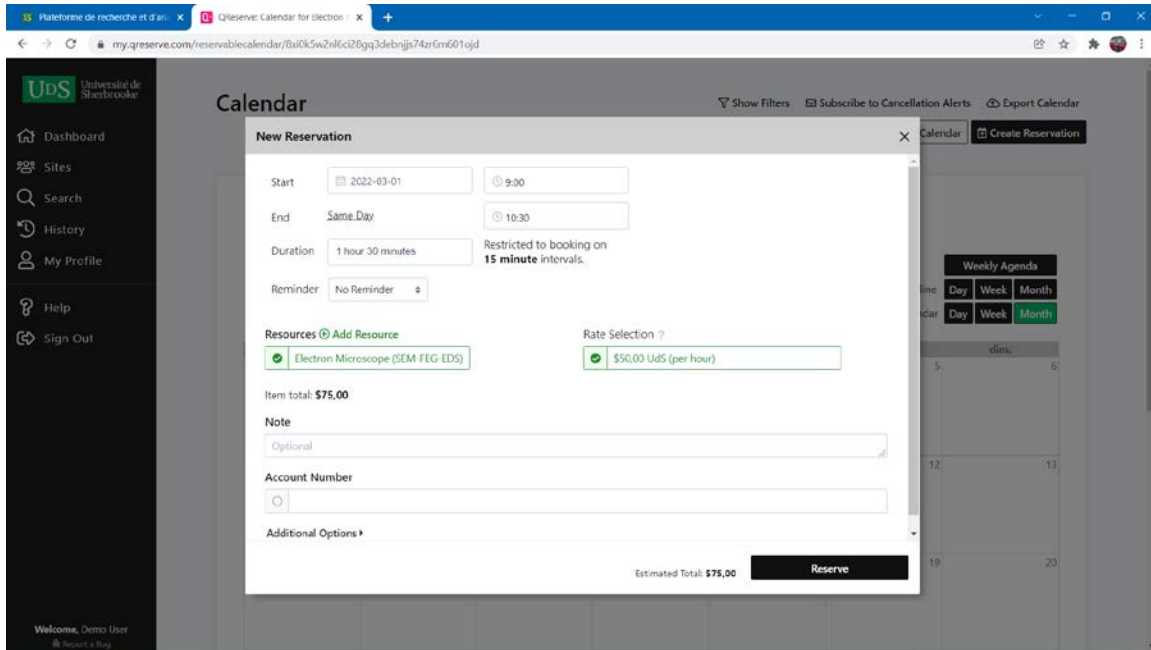 Plateforme de recherche et d'an
QReserve: Calendar for Election
my.qreserve.com/reservablecalendar/8xi0k5w2nl6ci28gq3debnjjs74zr6m601ojd
UDS Université de
Sherbrooke
Dashboard
Sites
Search
History
My Profile
Help
Sign Out
Welcome, Demo User
Report a Bug
Calendar
Show Filters Subscribe to Cancellation Alerts Export Calendar
Calendar Create Reservation
New Reservation
Start 2022-03-01 9:00
End Same Day 10:30
Duration 1 hour 30 minutes Restricted to booking on
15 minute intervals.
Reminder No Reminder
Resources Add Resource Rate Selection ?
Electron Microscope (SEM-FEG-EDS) $50,00 UdS (per hour)
Item total: $75,00
Note
Optional
Account Number
Additional Options
Estimated Total: $75,00 Reserve
Weekly Agenda
ine Day Week Month
dar Day Week Month
dim.
5 6
12 13
19 20